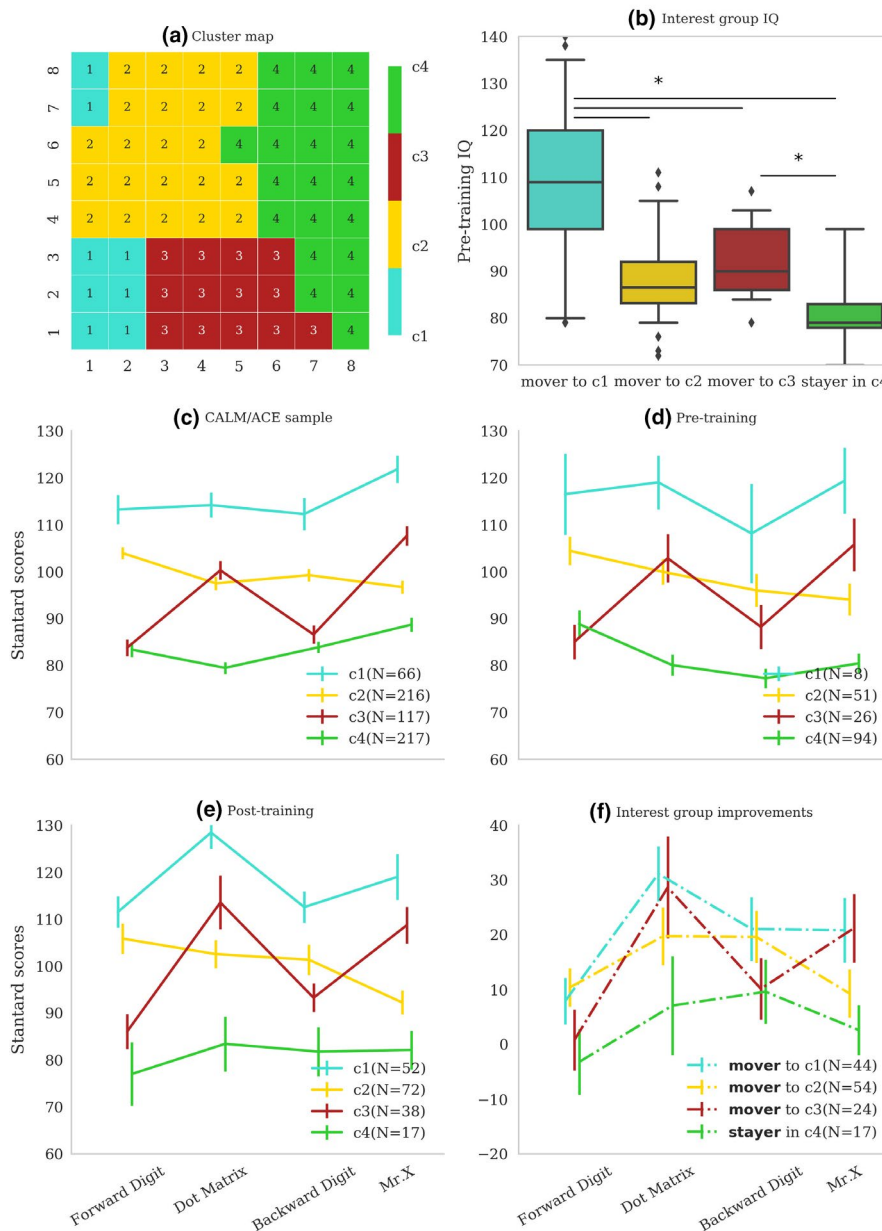 (a) Cluster map
8 1 2 2 2 2 4 4 4
7 1 2 2 2 2 4 4 4
6 2 2 2 2 4 4 4 4
5 2 2 2 2 2 4 4 4
4 2 2 2 2 2 4 4 4
3 1 1 3 3 3 3 4 4
2 1 1 3 3 3 3 4 4
1 1 1 3 3 3 3 3 4
1 2 3 4 5 6 7 8
c4
c3
c2
c1
(b) Interest group IQ
Pre-training IQ
140
130
120
110
100
90
80
70
*
*
mover to c1 mover to c2 mover to c3 stayer in c4
(c) CALM/ACE sample
Stantard scores
130
120
110
100
90
80
70
60
c1(N=66)
c2(N=216)
c3(N=117)
c4(N=217)
(d) Pre-training
130
120
110
100
90
80
70
60
c1(N=8)
c2(N=51)
c3(N=26)
c4(N=94)
(e) Post-training
Stantard scores
130
120
110
100
90
80
70
60
c1(N=52)
c2(N=72)
c3(N=38)
c4(N=17)
Forward Digit
Dot Matrix
Backward Digit
Mr.X
(f) Interest group improvements
40
30
20
10
0
−10
−20
mover to c1(N=44)
mover to c2(N=54)
mover to c3(N=24)
stayer in c4(N=17)
Forward Digit
Dot Matrix
Backward Digit
Mr.X